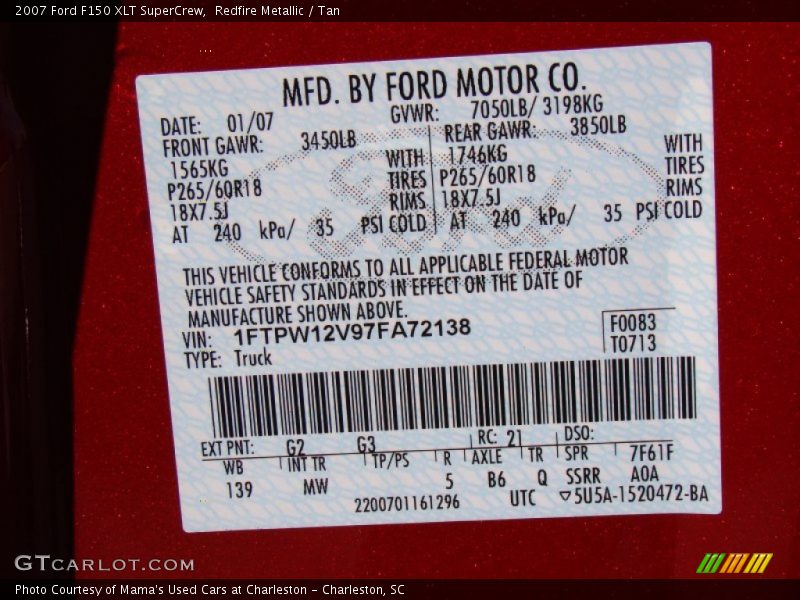 2007 Ford F150 XLT SuperCrew,  Redfire Metallic / Tan
MFD. BY FORD MOTOR CO.
DATE: 01/07 GVWR: 7050LB/ 3198KG
FRONT GAWR: 3450LB REAR GAWR: 3850LB
1565KG WITH 1746KG WITH
P265/60R18 TIRES P265/60R18 TIRES
18X7.5J RIMS 18X7.5J RIMS
AT 240 kPa/ 35 PSI COLD AT 240 kPa/ 35 PSI COLD
THIS VEHICLE CONFORMS TO ALL APPLICABLE FEDERAL MOTOR
VEHICLE SAFETY STANDARDS IN EFFECT ON THE DATE OF
MANUFACTURE SHOWN ABOVE.
VIN: 1FTPW12V97FA72138 F0083
TYPE: Truck T0713
EXT PNT: G2 G3 RC: 21 DSO:
WB INT TR TP/PS R AXLE TR SPR 7F61F
139 MW 5 B6 Q SSRR A0A
2200701161296 UTC ▽5U5A-1520472-BA
GTCARLOT.COM
Photo Courtesy of Mama's Used Cars at Charleston - Charleston, SC